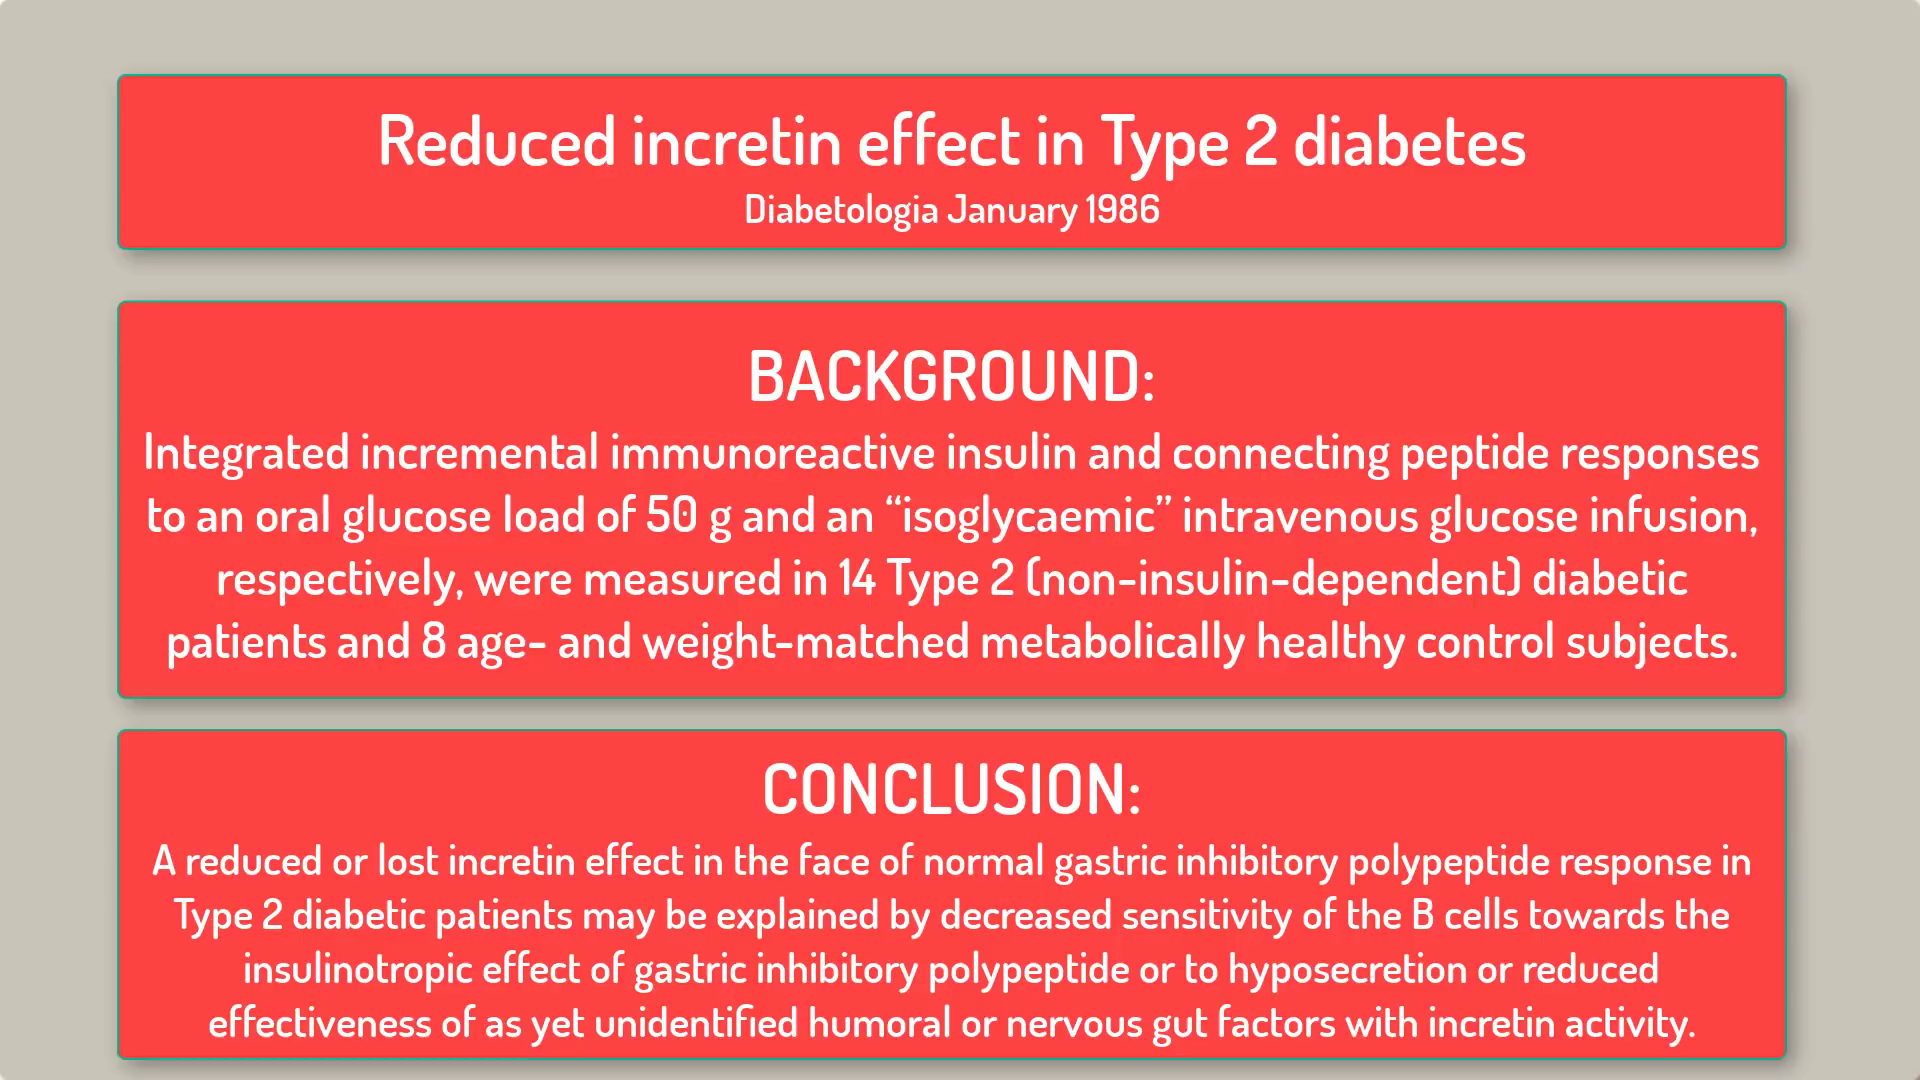 Reduced incretin effect in Type 2 diabetes
Diabetologia January 1986
BACKGROUND:
Integrated incremental immunoreactive insulin and connecting peptide responses
to an oral glucose load of 50 g and an “isoglycaemic” intravenous glucose infusion,
respectively, were measured in 14 Type 2 (non-insulin-dependent) diabetic
patients and 8 age- and weight-matched metabolically healthy control subjects.
CONCLUSION:
A reduced or lost incretin effect in the face of normal gastric inhibitory polypeptide response in
Type 2 diabetic patients may be explained by decreased sensitivity of the B cells towards the
insulinotropic effect of gastric inhibitory polypeptide or to hyposecretion or reduced
effectiveness of as yet unidentified humoral or nervous gut factors with incretin activity.